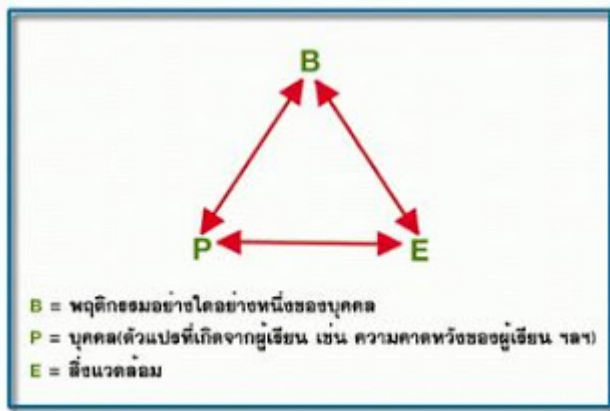 B
P E
B = พฤติกรรมอย่างใดอย่างหนึ่งของบุคคล
P = บุคคล(ตัวแปรที่เกิดจากผู้เรียน เช่น ความคาดหวังของผู้เรียน ฯลฯ)
E = สิ่งแวดล้อม